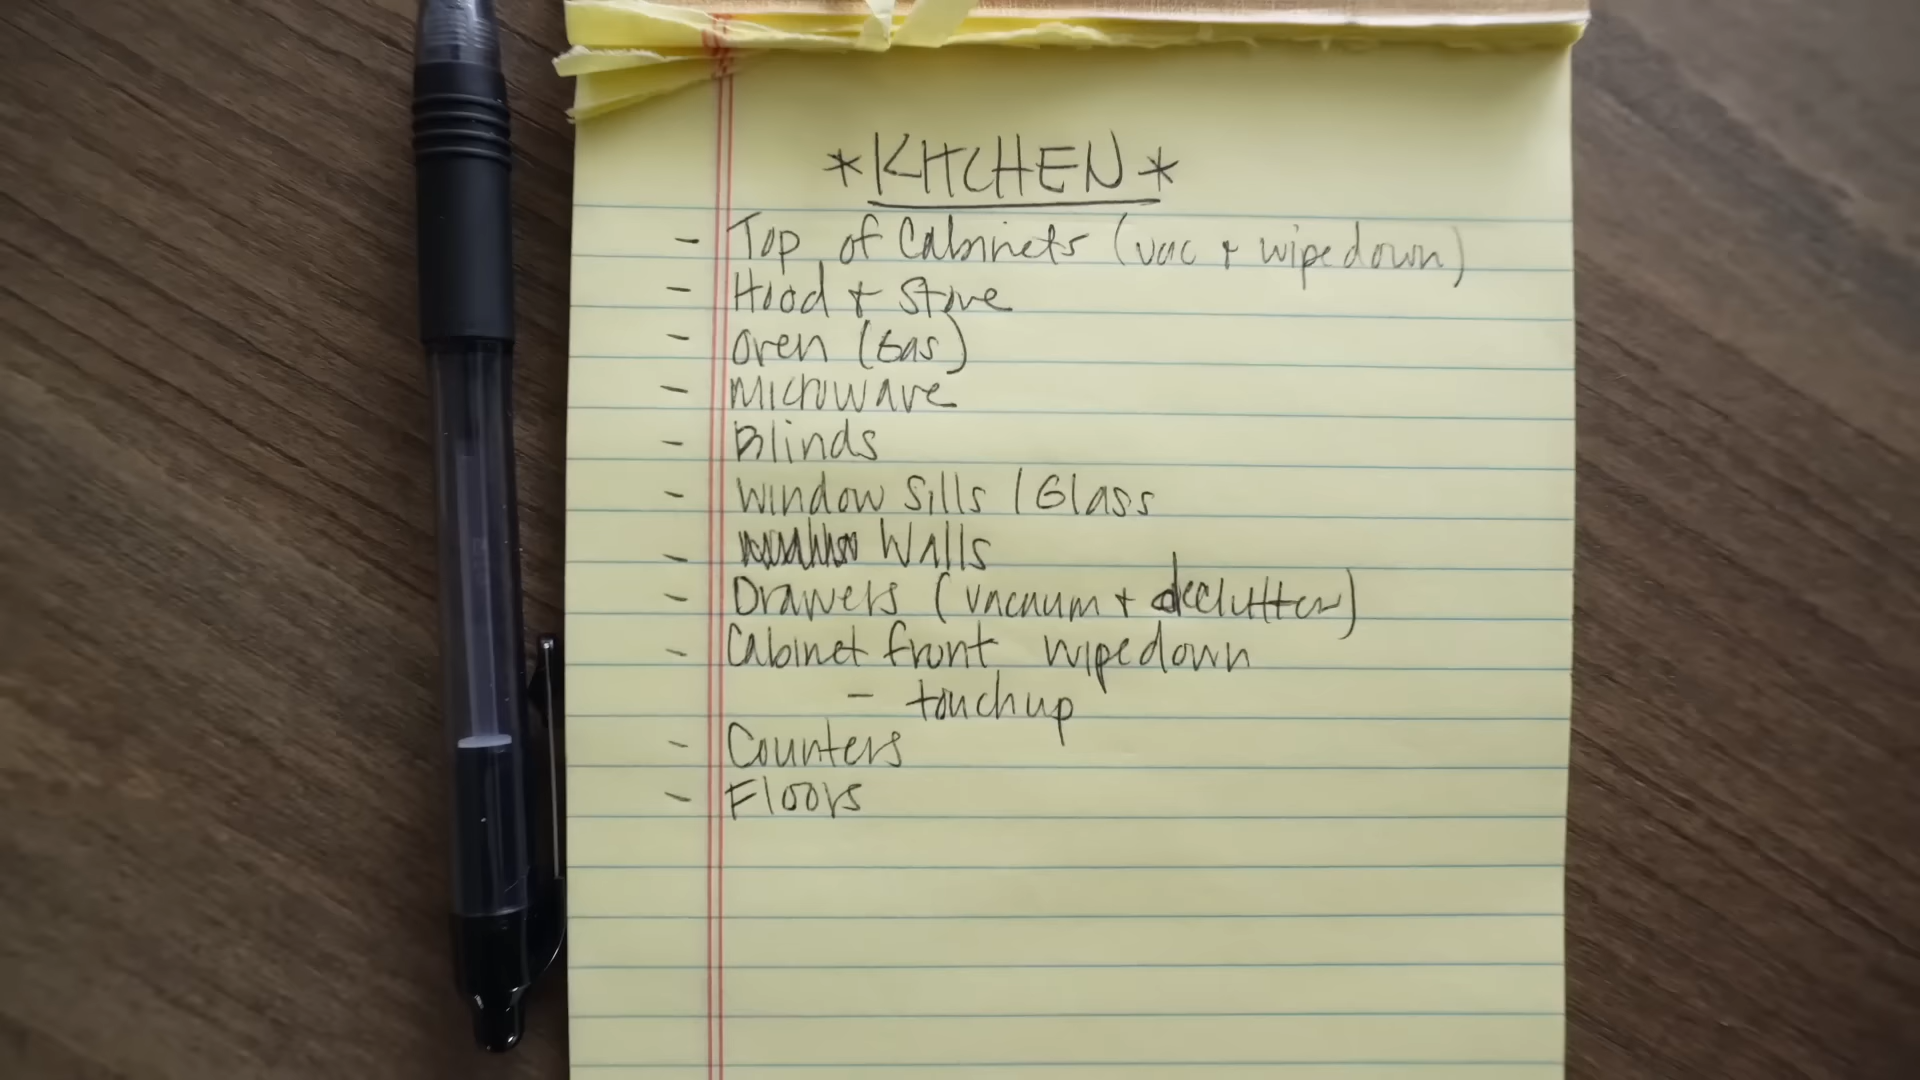 *KITCHEN*
- Top of Cabinets (vac + wipedown)
- Hood + Stove
- Oven (Gas)
- Microwave
- Blinds
- Window Sills / Glass
- Walls
- Drawers (vacuum + declutter)
- Cabinet front wipedown
- touchup
- Counters
- Floors